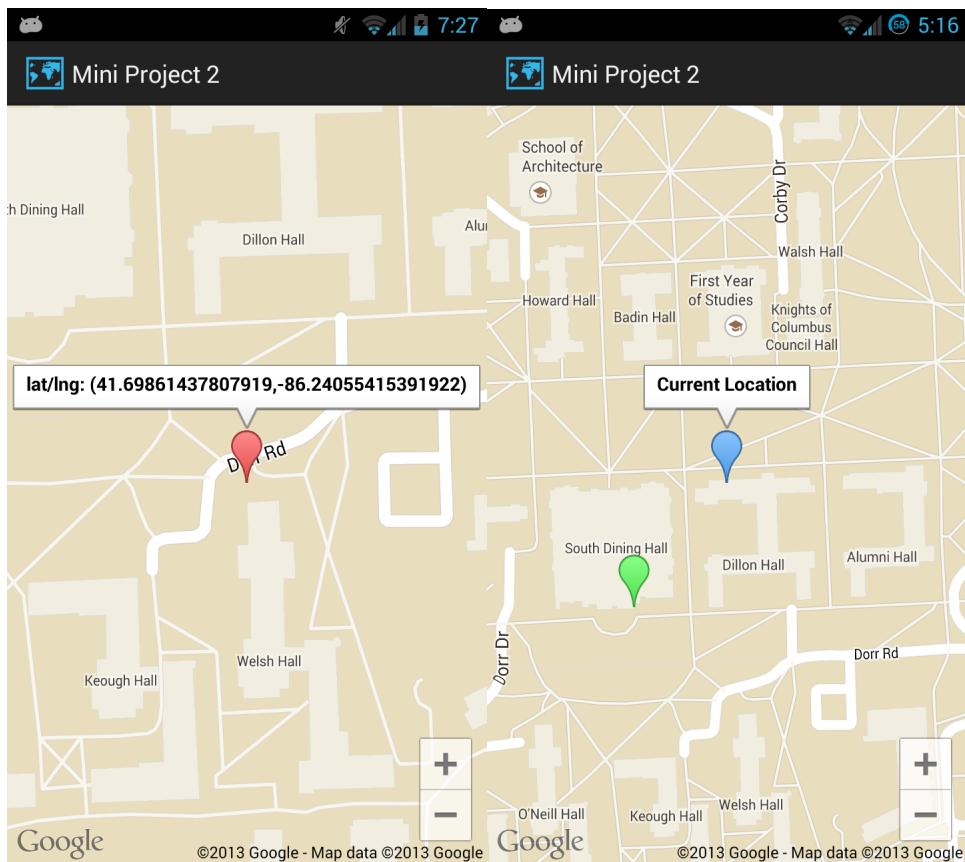 7:27
Mini Project 2
th Dining Hall
Dillon Hall
Alu
lat/lng: (41.69861437807919,-86.24055415391922)
Dorr Rd
Welsh Hall
Keough Hall
+
−
Google
©2013 Google - Map data ©2013 Google
58 5:16
Mini Project 2
School of
Architecture
Corby Dr
Walsh Hall
First Year
of Studies
Howard Hall
Badin Hall
Knights of
Columbus
Council Hall
Current Location
South Dining Hall
Dillon Hall
Alumni Hall
Dorr Dr
Dorr Rd
Welsh Hall
O'Neill Hall
Keough Hall
+
−
Google
©2013 Google - Map data ©2013 Google